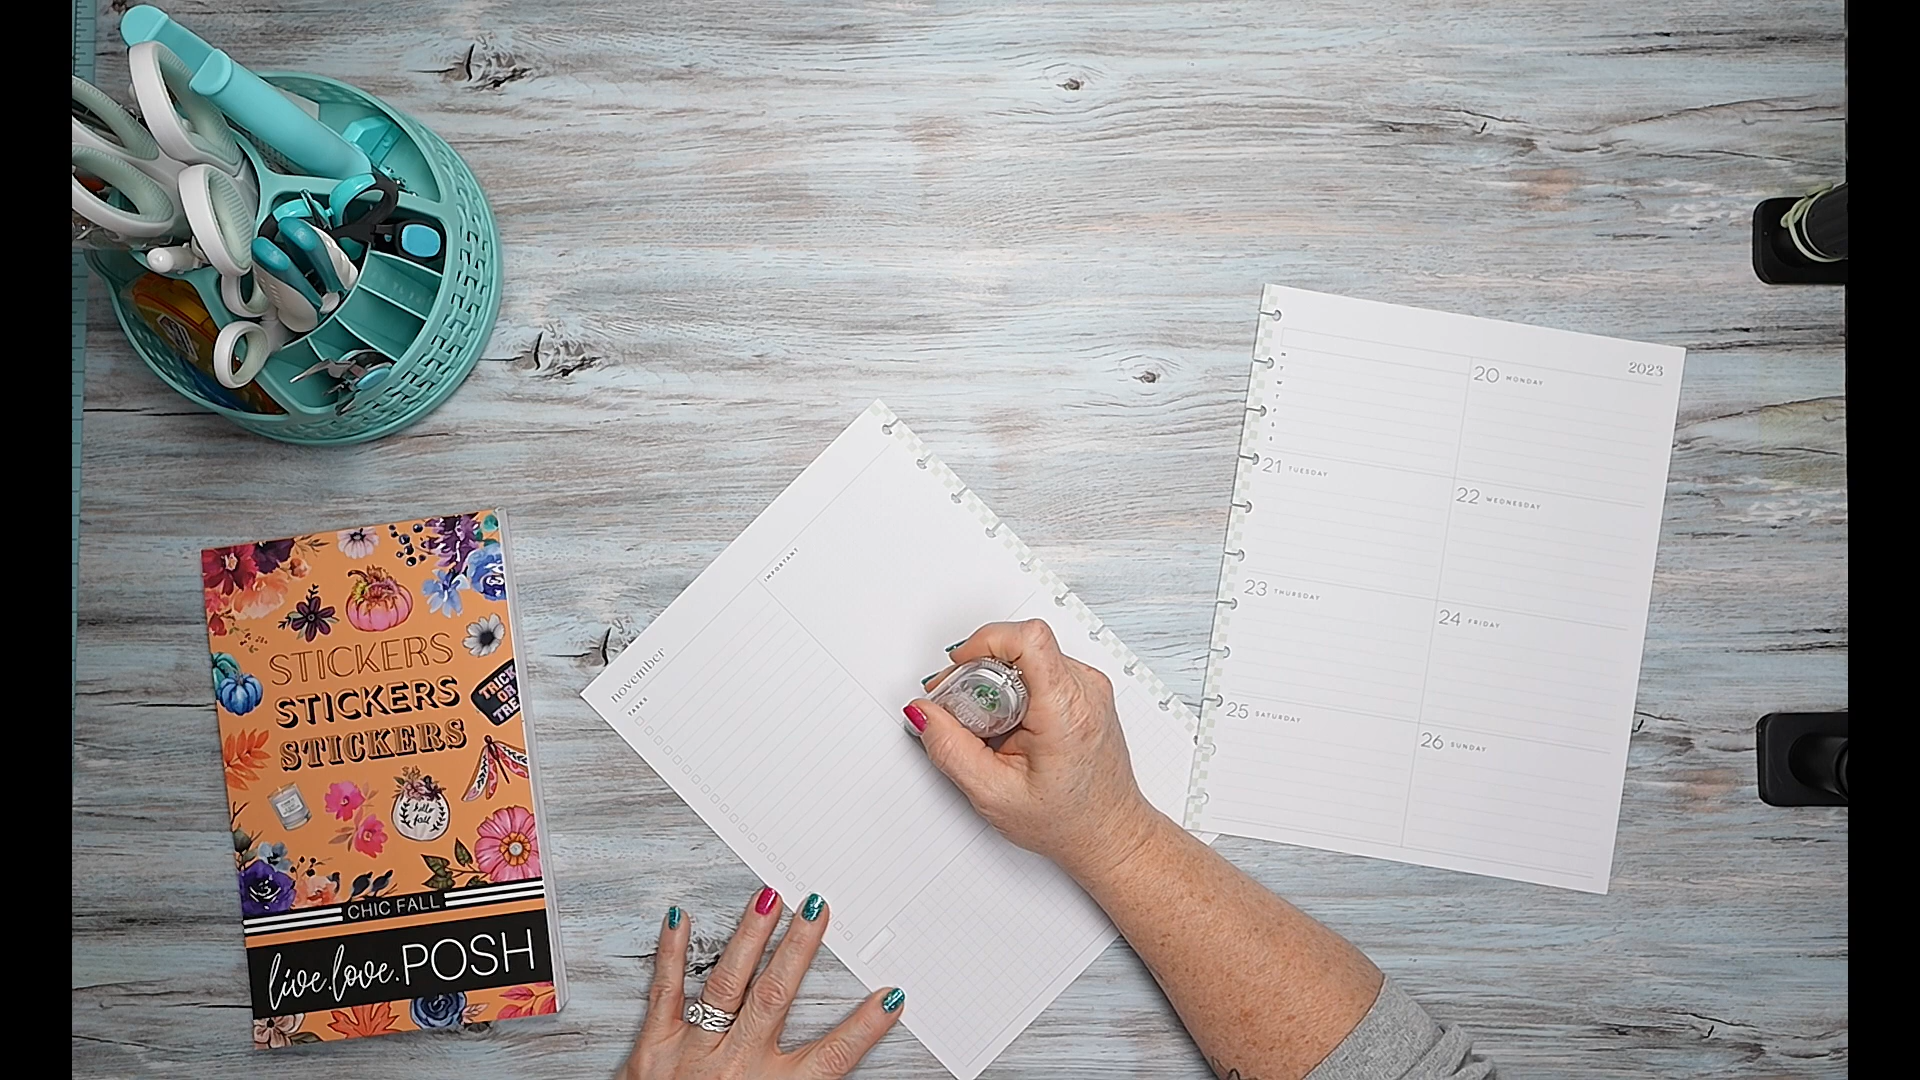 STICKERS
STICKERS
STICKERS
TRICK
OR
TRE
hello
fall
CHIC FALL
live.love.POSH
november
TASKS
IMPORTANT
2023
M
T
W
T
F
S
S
20 MONDAY
21 TUESDAY
22 WEDNESDAY
23 THURSDAY
24 FRIDAY
25 SATURDAY
26 SUNDAY